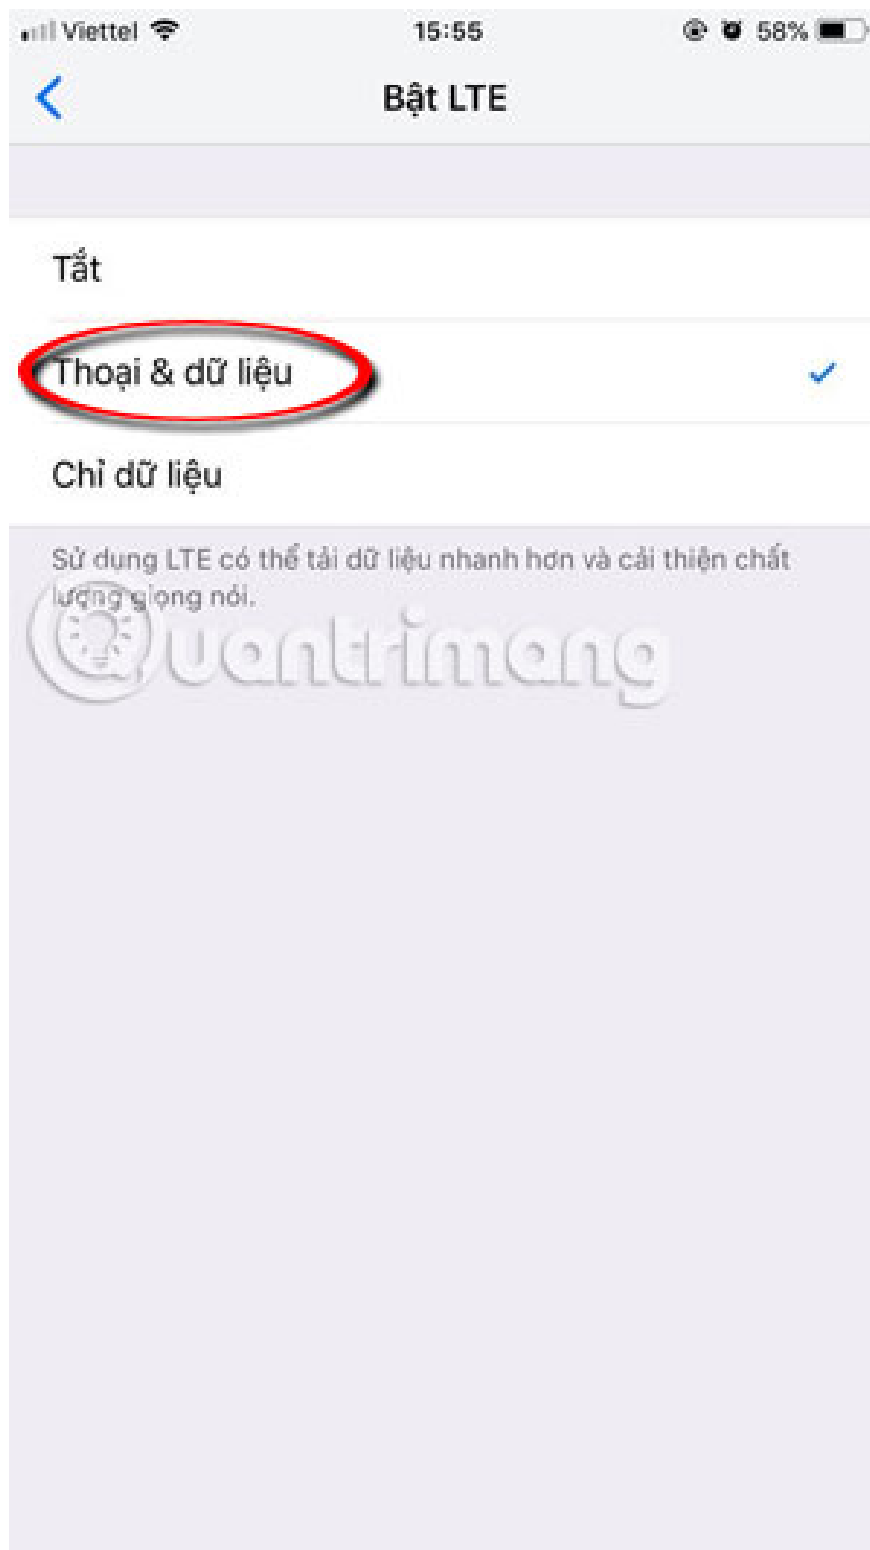 Viettel 15:55 58%
Bật LTE
Tắt
Thoại & dữ liệu
Chỉ dữ liệu
Sử dụng LTE có thể tải dữ liệu nhanh hơn và cải thiện chất
lượng giọng nói.
Quantrimang